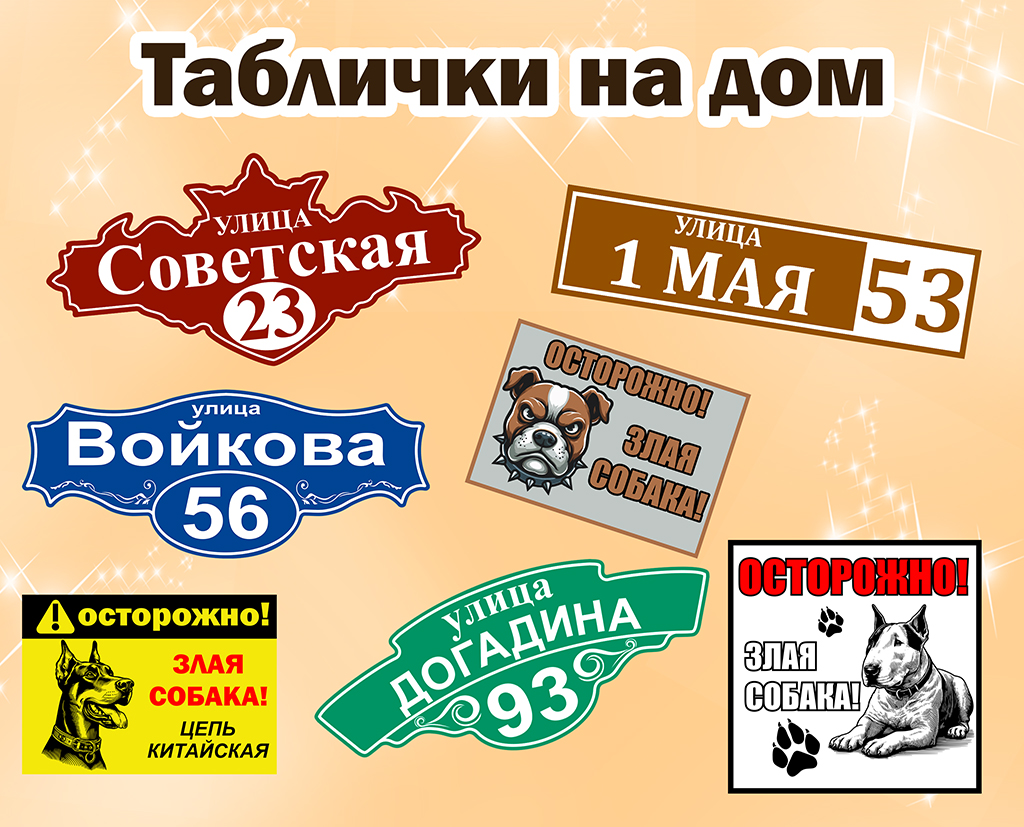 Таблички на дом
УЛИЦА
Советская
23
УЛИЦА
1 МАЯ
53
ОСТОРОЖНО!
ЗЛАЯ
СОБАКА!
улица
Войкова
56
осторожно!
ЗЛАЯ
СОБАКА!
ЦЕПЬ
КИТАЙСКАЯ
улица
ДОГАДИНА
93
ОСТОРОЖНО!
ЗЛАЯ
СОБАКА!